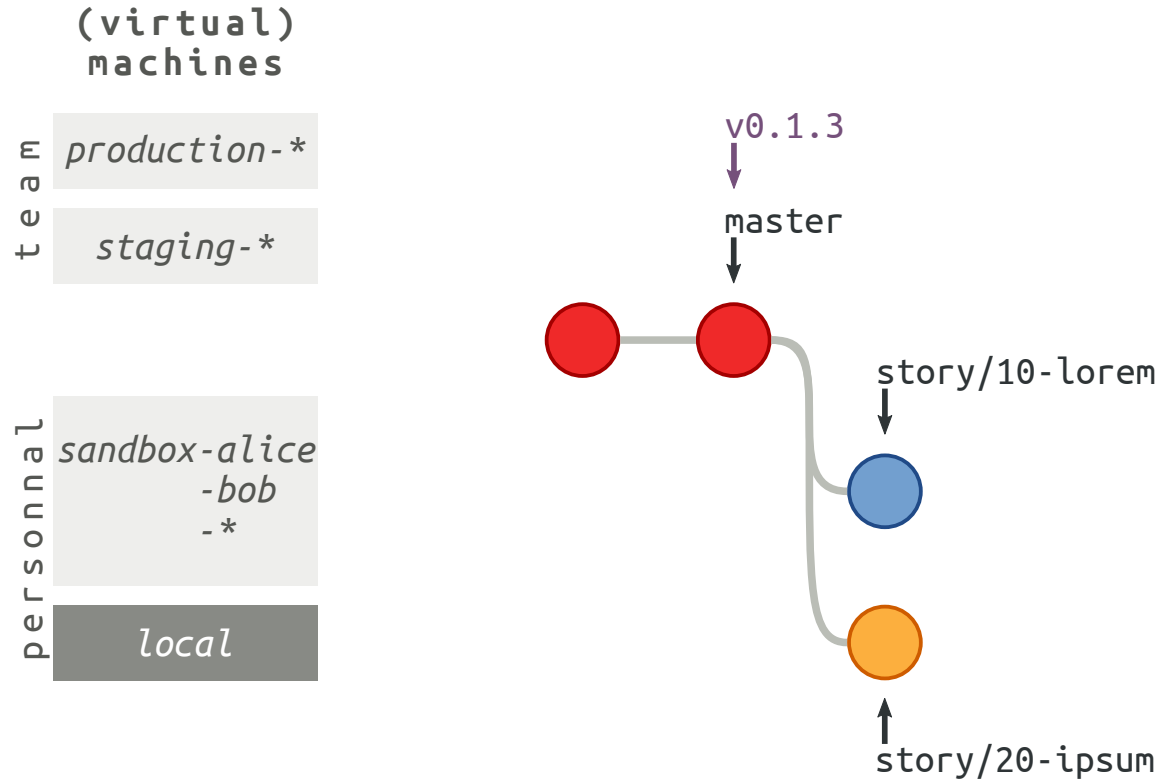 (virtual)
machines
team
production-*
staging-*
personnal
sandbox-alice
-bob
-*
local
v0.1.3
master
story/10-lorem
story/20-ipsum